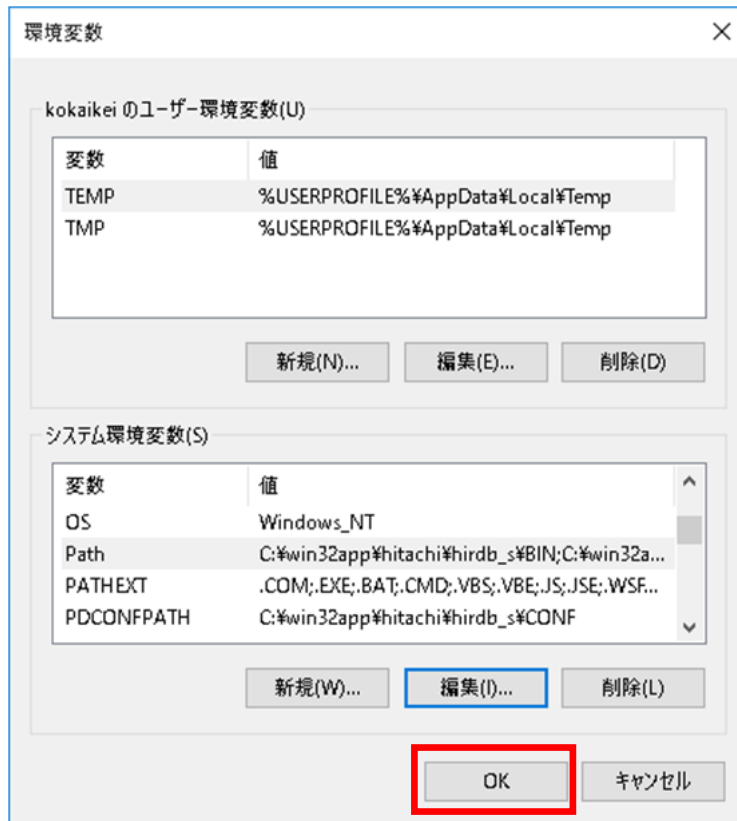 環境変数
kokaikei のユーザー環境変数(U)
変数 値
TEMP %USERPROFILE%¥AppData¥Local¥Temp
TMP %USERPROFILE%¥AppData¥Local¥Temp
新規(N)... 編集(E)... 削除(D)
システム環境変数(S)
変数 値
OS Windows_NT
Path C:¥win32app¥hitachi¥hirdb_s¥BIN;C:¥win32a...
PATHEXT .COM;.EXE;.BAT;.CMD;.VBS;.VBE;.JS;.JSE;.WSF...
PDCONFPATH C:¥win32app¥hitachi¥hirdb_s¥CONF
新規(W)... 編集(I)... 削除(L)
OK キャンセル